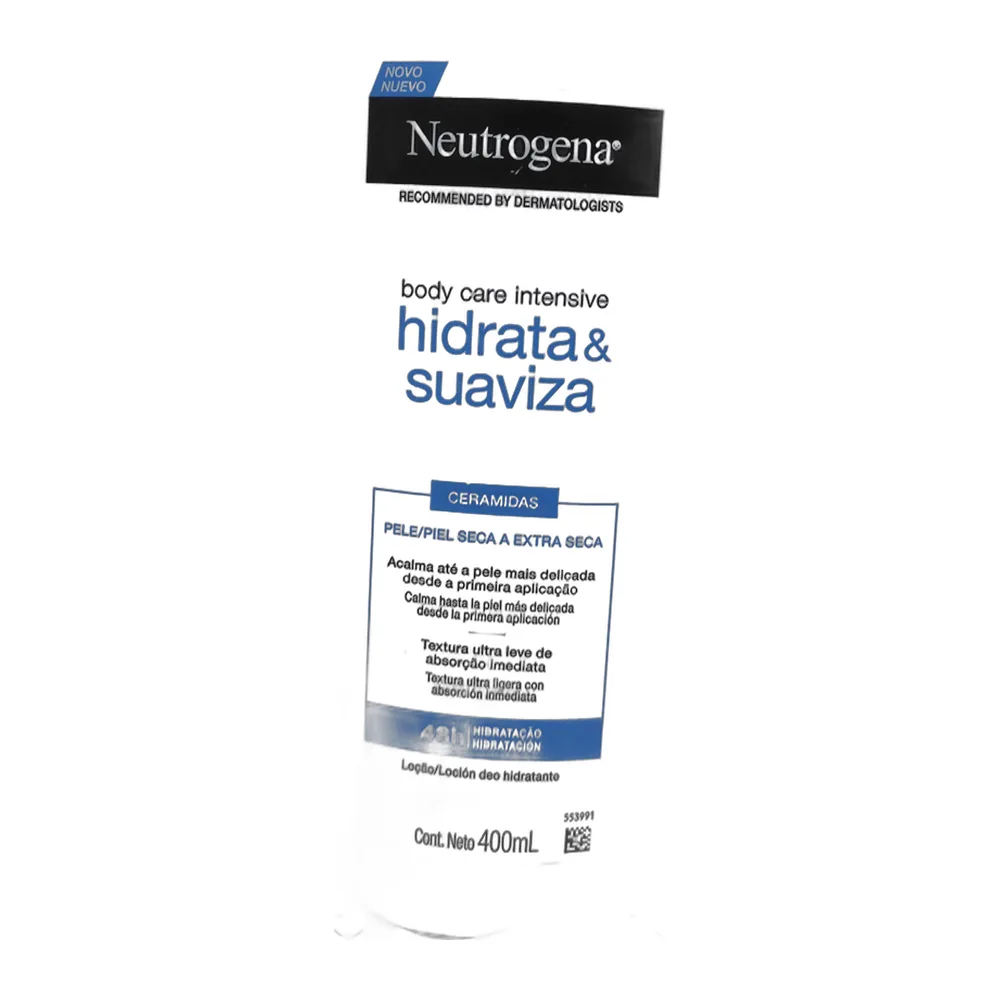 NOVO
NUEVO
Neutrogena®
RECOMMENDED BY DERMATOLOGISTS
body care intensive
hidrata &
suaviza
CERAMIDAS
PELE/PIEL SECA A EXTRA SECA
Acalma até a pele mais delicada
desde a primeira aplicação
Calma hasta la piel más delicada
desde la primera aplicación
Textura ultra leve de
absorção imediata
Textura ultra ligera con
absorción inmediata
48h HIDRATAÇÃO
HIDRATACIÓN
Loção/Loción deo hidratante
553991
Cont. Neto 400mL